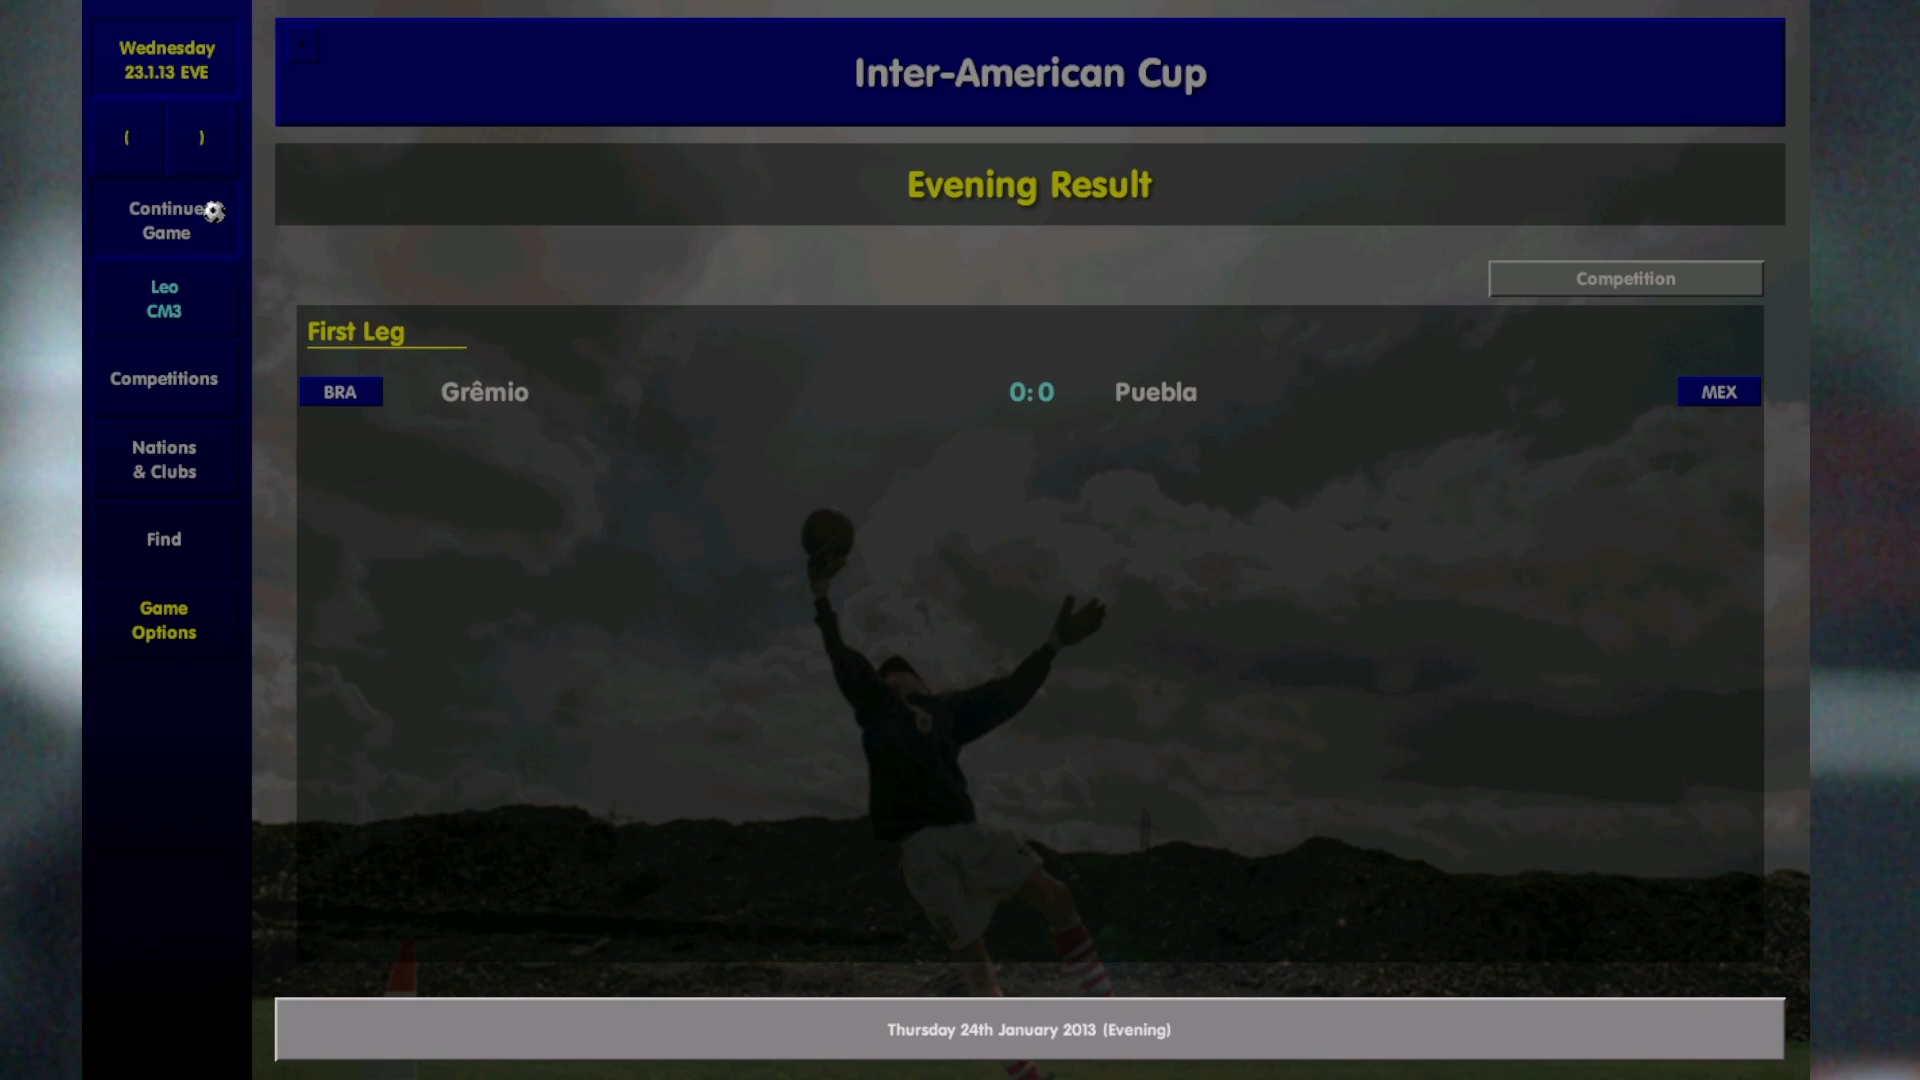 Wednesday
23.1.13 EVE
Continue
Game
Leo
CM3
Competitions
Nations
& Clubs
Find
Game
Options
Inter-American Cup
Evening Result
Competition
First Leg
BRA Grêmio 0:0 Puebla MEX
Thursday 24th January 2013 (Evening)